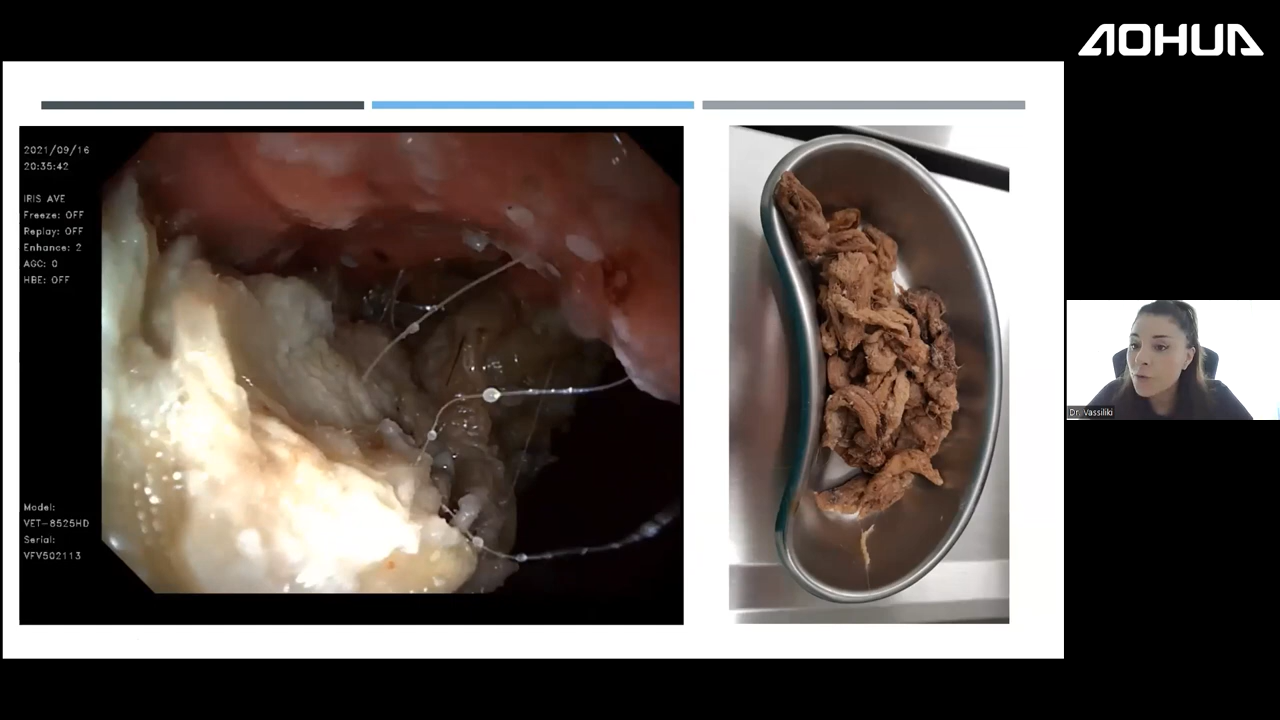 AOHUA
2021/09/16
20:35:42
IRIS AVE
Freeze: OFF
Replay: OFF
Enhance: 2
AGC: 0
HBE: OFF
Model:
VET-8525HD
Serial:
VFV502113
Dr. Vassiliki